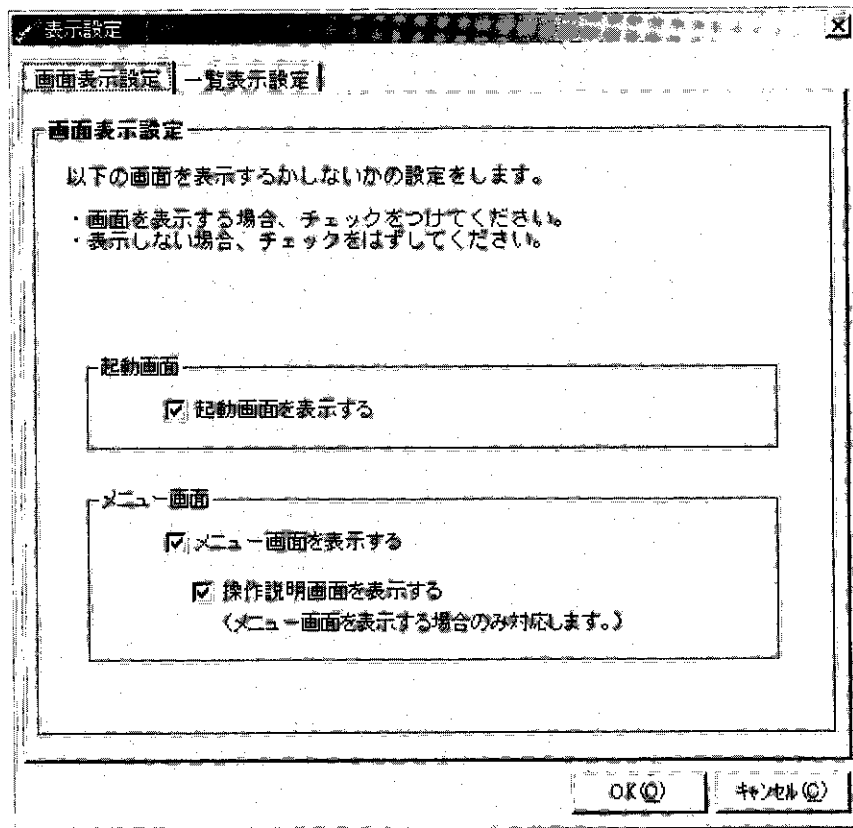 表示設定
画面表示設定 一覧表示設定
画面表示設定
以下の画面を表示するかしないかの設定をします。
・画面を表示する場合、チェックをつけてください。
・表示しない場合、チェックをはずしてください。
起動画面
起動画面を表示する
メニュー画面
メニュー画面を表示する
操作説明画面を表示する
(メニュー画面を表示する場合のみ対応します。)
OK(O) キャンセル(C)